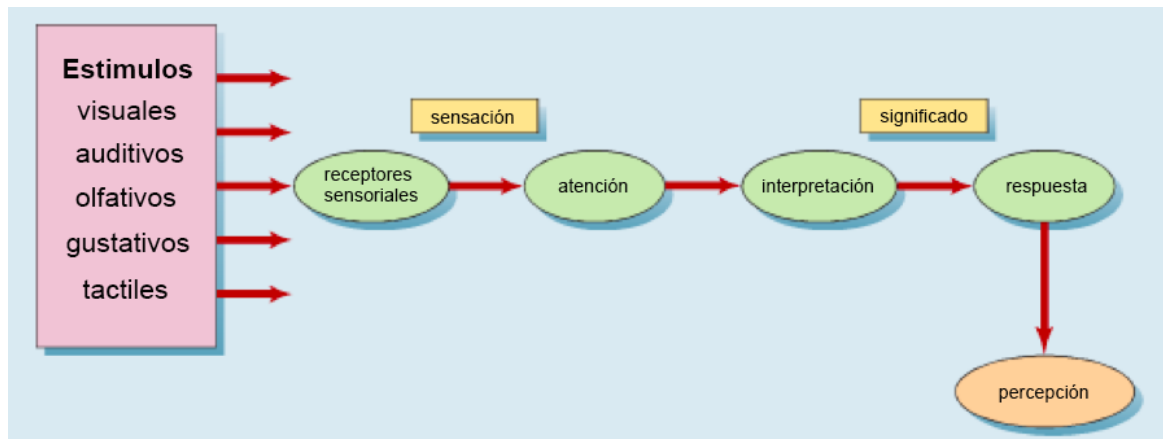 Estimulos
visuales
auditivos
olfativos
gustativos
tactiles
sensación
significado
receptores
sensoriales
atención
interpretación
respuesta
percepción